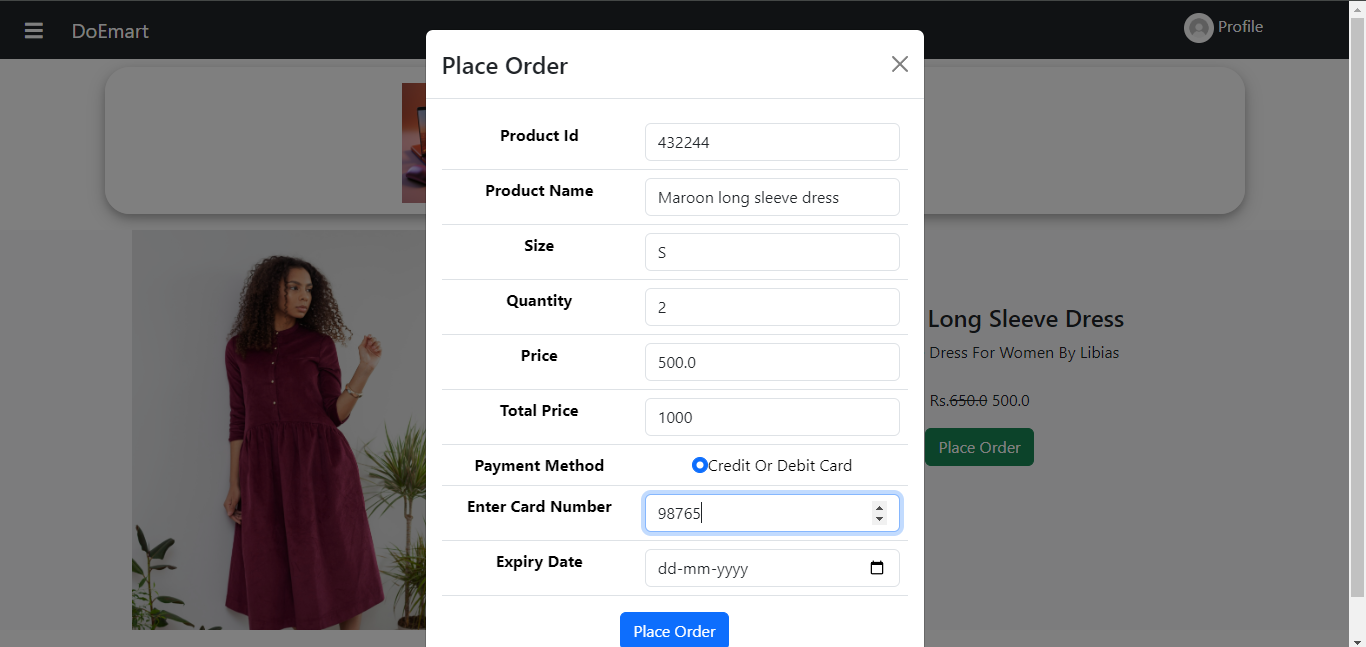 DoEmart
Profile
Place Order
Product Id 432244
Product Name Maroon long sleeve dress
Size S
Quantity 2
Price 500.0
Total Price 1000
Payment Method Credit Or Debit Card
Enter Card Number 98765
Expiry Date dd-mm-yyyy
Place Order
Long Sleeve Dress
Dress For Women By Libias
Rs.650.0 500.0
Place Order